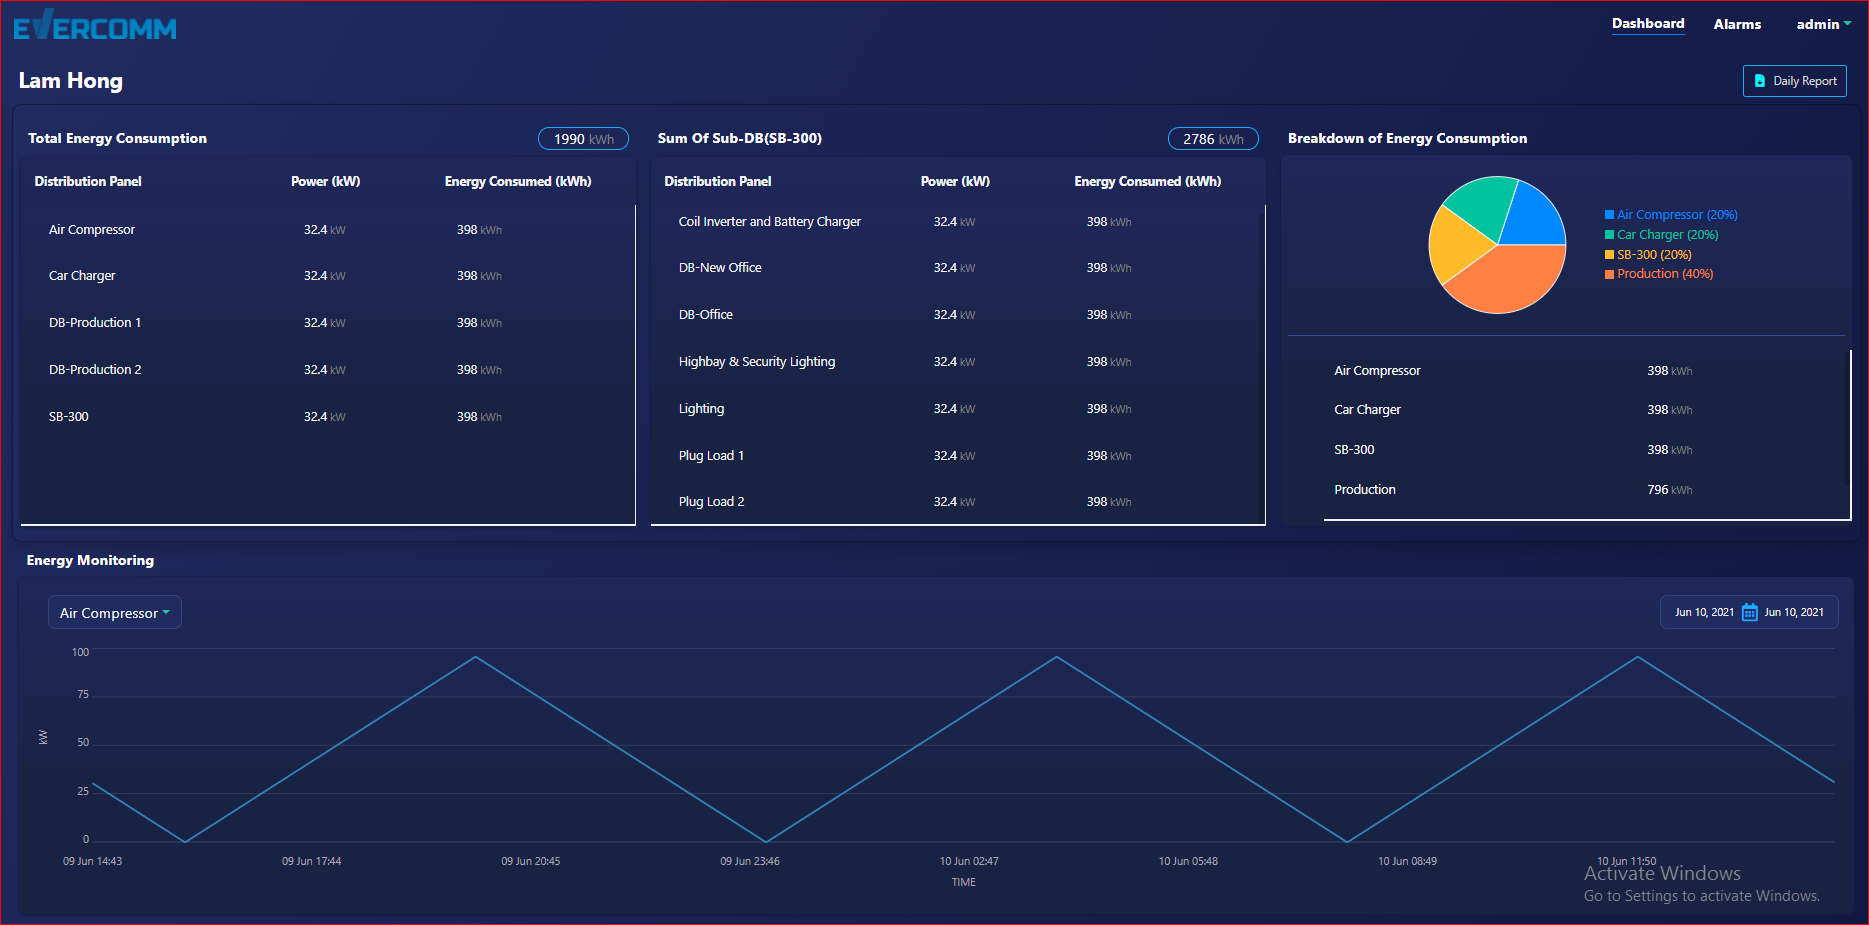 EVERCOMM
Dashboard Alarms admin
Lam Hong
Daily Report
Total Energy Consumption 1990 kWh
Distribution Panel Power (kW) Energy Consumed (kWh)
Air Compressor 32.4 kW 398 kWh
Car Charger 32.4 kW 398 kWh
DB-Production 1 32.4 kW 398 kWh
DB-Production 2 32.4 kW 398 kWh
SB-300 32.4 kW 398 kWh
Sum Of Sub-DB(SB-300) 2786 kWh
Distribution Panel Power (kW) Energy Consumed (kWh)
Coil Inverter and Battery Charger 32.4 kW 398 kWh
DB-New Office 32.4 kW 398 kWh
DB-Office 32.4 kW 398 kWh
Highbay & Security Lighting 32.4 kW 398 kWh
Lighting 32.4 kW 398 kWh
Plug Load 1 32.4 kW 398 kWh
Plug Load 2 32.4 kW 398 kWh
Breakdown of Energy Consumption
Air Compressor (20%)
Car Charger (20%)
SB-300 (20%)
Production (40%)
Air Compressor 398 kWh
Car Charger 398 kWh
SB-300 398 kWh
Production 796 kWh
Energy Monitoring
Air Compressor
Jun 10, 2021 Jun 10, 2021
100
75
50
25
0
kW
09 Jun 14:43 09 Jun 17:44 09 Jun 20:45 09 Jun 23:46 10 Jun 02:47 10 Jun 05:48 10 Jun 08:49 10 Jun 11:50
TIME
Activate Windows
Go to Settings to activate Windows.